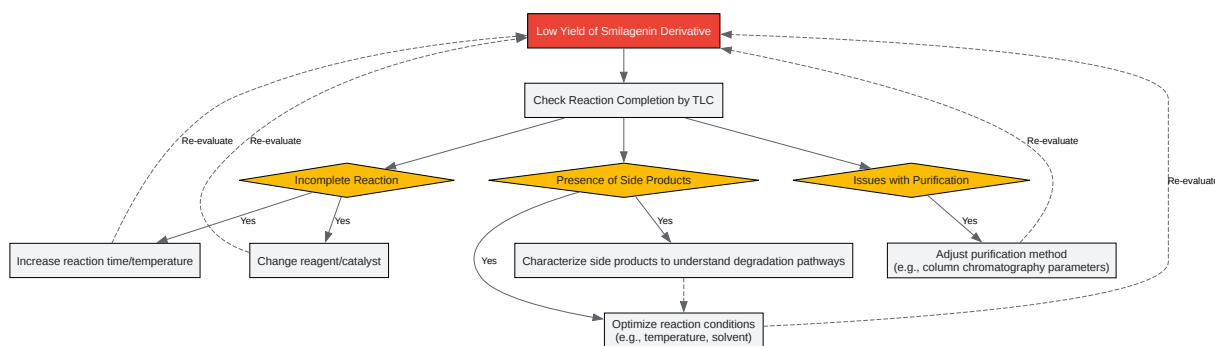 Low Yield of Smilagenin Derivative
Check Reaction Completion by TLC
Re-evaluate
Re-evaluate
Re-evaluate
Incomplete Reaction
Presence of Side Products
Issues with Purification
Re-evaluate
Yes
Yes
Yes
Yes
Increase reaction time/temperature
Change reagent/catalyst
Yes
Characterize side products to understand degradation pathways
Adjust purification method
(e.g., column chromatography parameters)
Optimize reaction conditions
(e.g., temperature, solvent)